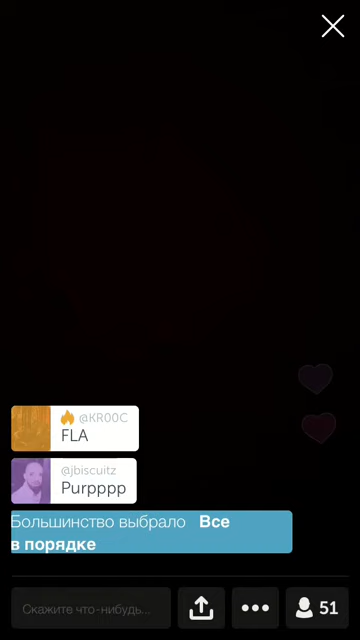 @KR00C
FLA
@jbiscuitz
Purpppp
Большинство выбрало Все
в порядке
Скажите что-нибудь...
51